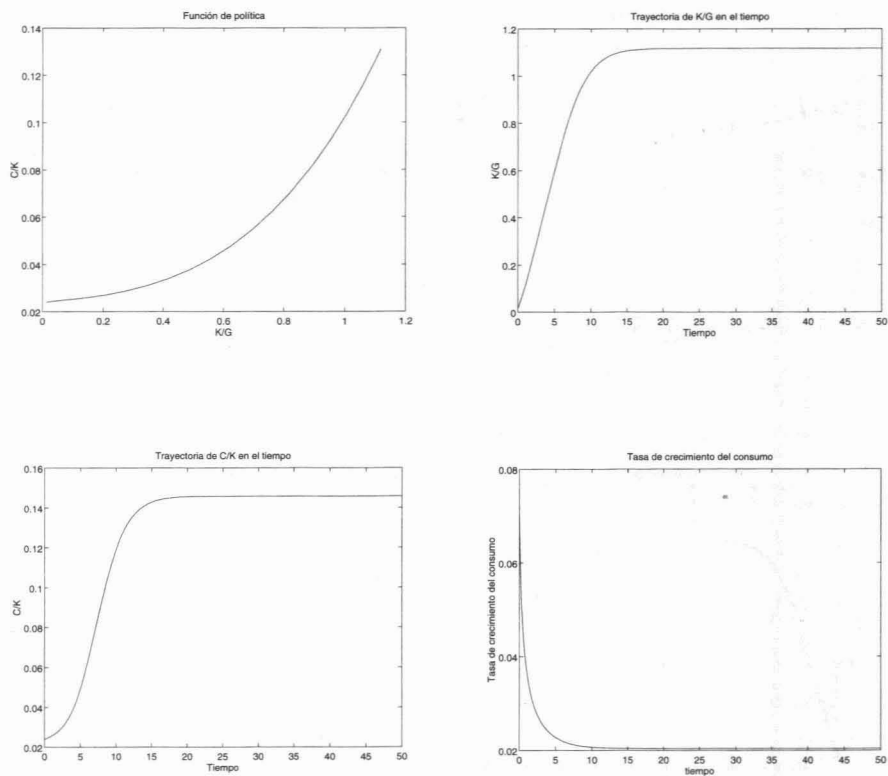 Función de política
0.14
0.12
0.1
0.08
0.06
0.04
0.02
C/K
0 0.2 0.4 0.6 0.8 1 1.2
K/G
Trayectoria de K/G en el tiempo
1.2
1
0.8
0.6
0.4
0.2
0
K/G
0 5 10 15 20 25 30 35 40 45 50
Tiempo
Trayectoria de C/K en el tiempo
0.16
0.14
0.12
0.1
0.08
0.06
0.04
0.02
C/K
0 5 10 15 20 25 30 35 40 45 50
Tiempo
Tasa de crecimiento del consumo
0.08
0.06
0.04
0.02
Tasa de crecimiento del consumo
0 5 10 15 20 25 30 35 40 45 50
tiempo